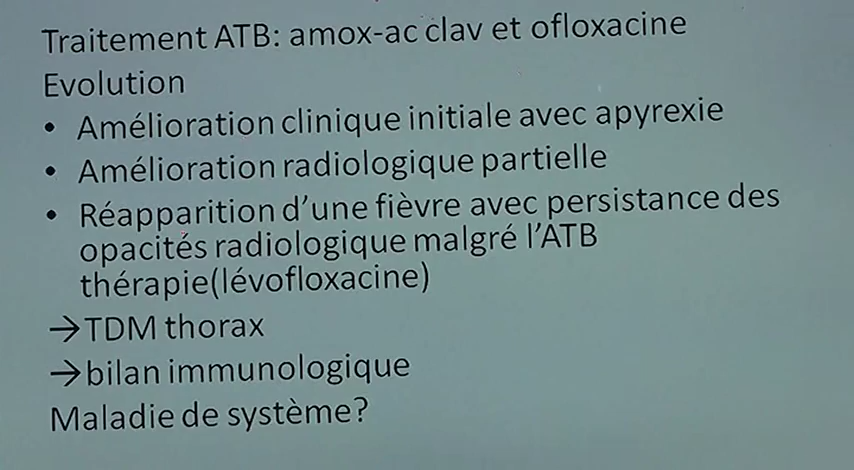 Traitement ATB: amox-ac clav et ofloxacine
Evolution
• Amélioration clinique initiale avec apyrexie
• Amélioration radiologique partielle
• Réapparition d'une fièvre avec persistance des
opacités radiologique malgré l'ATB
thérapie(lévofloxacine)
→TDM thorax
→bilan immunologique
Maladie de système?